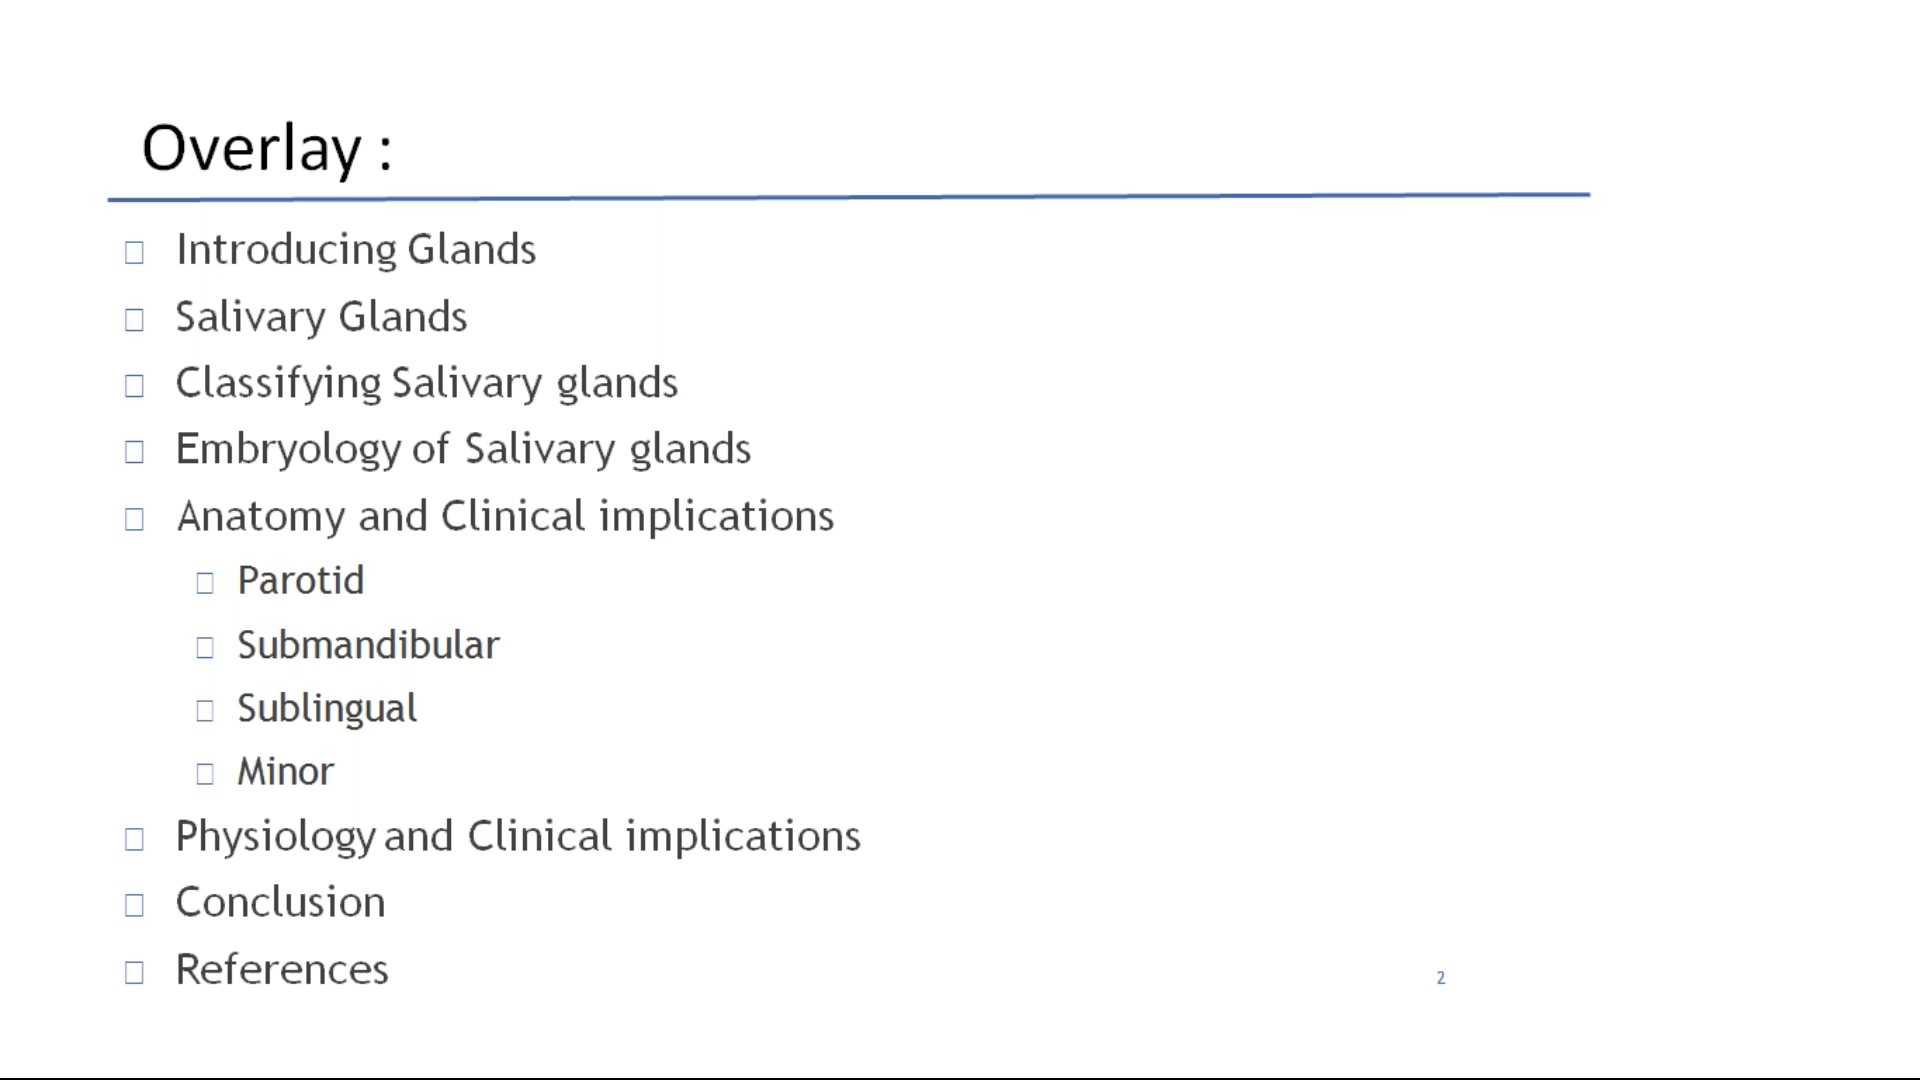 Overlay :
Introducing Glands
Salivary Glands
Classifying Salivary glands
Embryology of Salivary glands
Anatomy and Clinical implications
Parotid
Submandibular
Sublingual
Minor
Physiology and Clinical implications
Conclusion
References
2